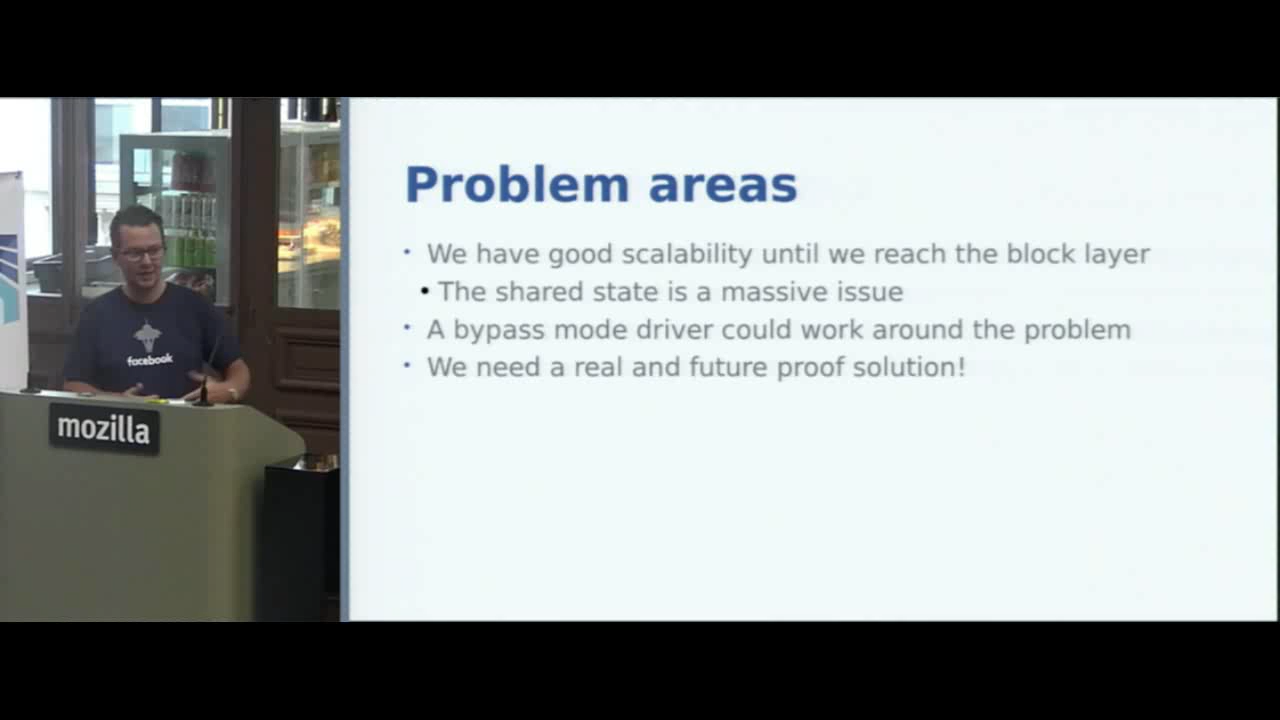 Problem areas
We have good scalability until we reach the block layer
The shared state is a massive issue
A bypass mode driver could work around the problem
We need a real and future proof solution!
facebook
mozilla